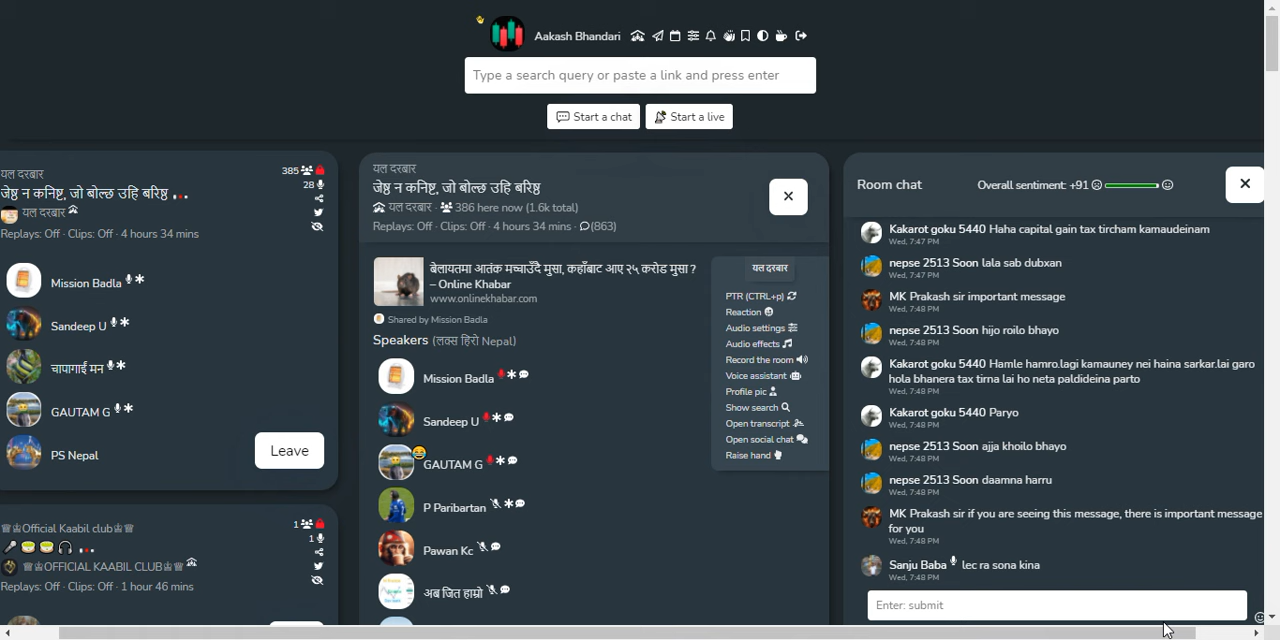 Aakash Bhandari
Type a search query or paste a link and press enter
Start a chat
Start a live
यल दरबार
385
जेष्ठ न कनिष्ट, जो बोल्छ उहि बरिष्ठ
28
यल दरबार
Replays: Off · Clips: Off · 4 hours 34 mins
Mission Badla
Sandeep U
चापागाईं मन
GAUTAM G
PS Nepal
Leave
♕♔Official Kaabil club♔♕
1
1
♕♔OFFICIAL KAABIL CLUB♔♕
Replays: Off · Clips: Off · 1 hour 46 mins
यल दरबार
जेष्ठ न कनिष्ट, जो बोल्छ उहि बरिष्ठ
यल दरबार · 386 here now (1.6k total)
Replays: Off · Clips: Off · 4 hours 34 min · (863)
बेलायतमा आतंक मच्चाउँदै मुसा, कहाँबाट आए २५ करोड मुसा ?
– Online Khabar
www.onlinekhabar.com
Shared by Mission Badla
Speakers (लक्स हिरो Nepal)
Mission Badla
Sandeep U
GAUTAM G
P Paribartan
Pawan Kc
अब जित हाम्रो
यल दरबार
PTR (CTRL+p)
Reaction
Audio settings
Audio effects
Record the room
Voice assistant
Profile pic
Show search
Open transcript
Open social chat
Raise hand
Room chat
Overall sentiment: +91
Kakarot goku 5440 Haha capital gain tax tircham kamaudeinam
Wed, 7:47 PM
nepse 2513 Soon lala sab dubxan
Wed, 7:47 PM
MK Prakash sir important message
Wed, 7:48 PM
nepse 2513 Soon hijo roilo bhayo
Wed, 7:48 PM
Kakarot goku 5440 Hamle hamro.lagi kamauney nei haina sarkar.lai garo
hola bhanera tax tirna lai ho neta paldideina parto
Wed, 7:48 PM
Kakarot goku 5440 Paryo
Wed, 7:48 PM
nepse 2513 Soon ajja khoilo bhayo
Wed, 7:48 PM
nepse 2513 Soon daamna harru
Wed, 7:48 PM
MK Prakash sir if you are seeing this message, there is important message
for you
Wed, 7:48 PM
Sanju Baba lec ra sona kina
Wed, 7:48 PM
Enter: submit